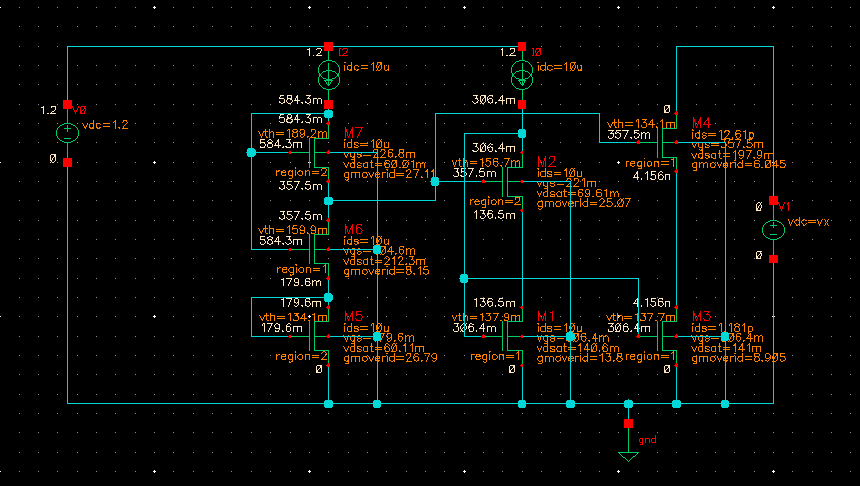 1.2
V0
vdc=1.2
0
1.2
I2
idc=10u
584.3m
584.3m
vth=189.2m
584.3m
M7
ids=10u
vgs=226.8m
vdsat=60.01m
gmoverid=27.11
region=2
357.5m
357.5m
vth=159.9m
584.3m
M6
ids=10u
vdsat=212.3m
gmoverid=8.15
region=1
179.6m
179.6m
vth=134.1m
179.6m
M5
ids=10u
vdsat=60.11m
gmoverid=26.79
region=2
0
1.2
I0
idc=10u
306.4m
306.4m
vth=156.7m
357.5m
M2
ids=10u
vgs=221m
vdsat=69.61m
gmoverid=25.07
region=2
136.5m
136.5m
vth=137.9m
306.4m
M1
ids=10u
vdsat=140.6m
gmoverid=13.8
region=1
0
0
vth=134.1m
357.5m
M4
ids=12.61p
vgs=357.5m
vdsat=197.9m
gmoverid=6.045
region=1
4.156n
4.156n
vth=137.7m
306.4m
M3
vdsat=141m
region=1
0
0
V1
vdc=vx
0
gnd